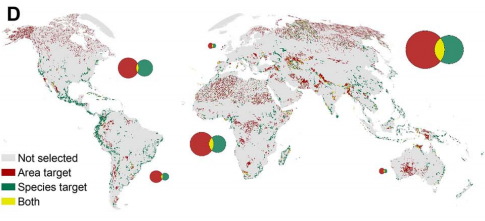 D
Not selected
Area target
Species target
Both